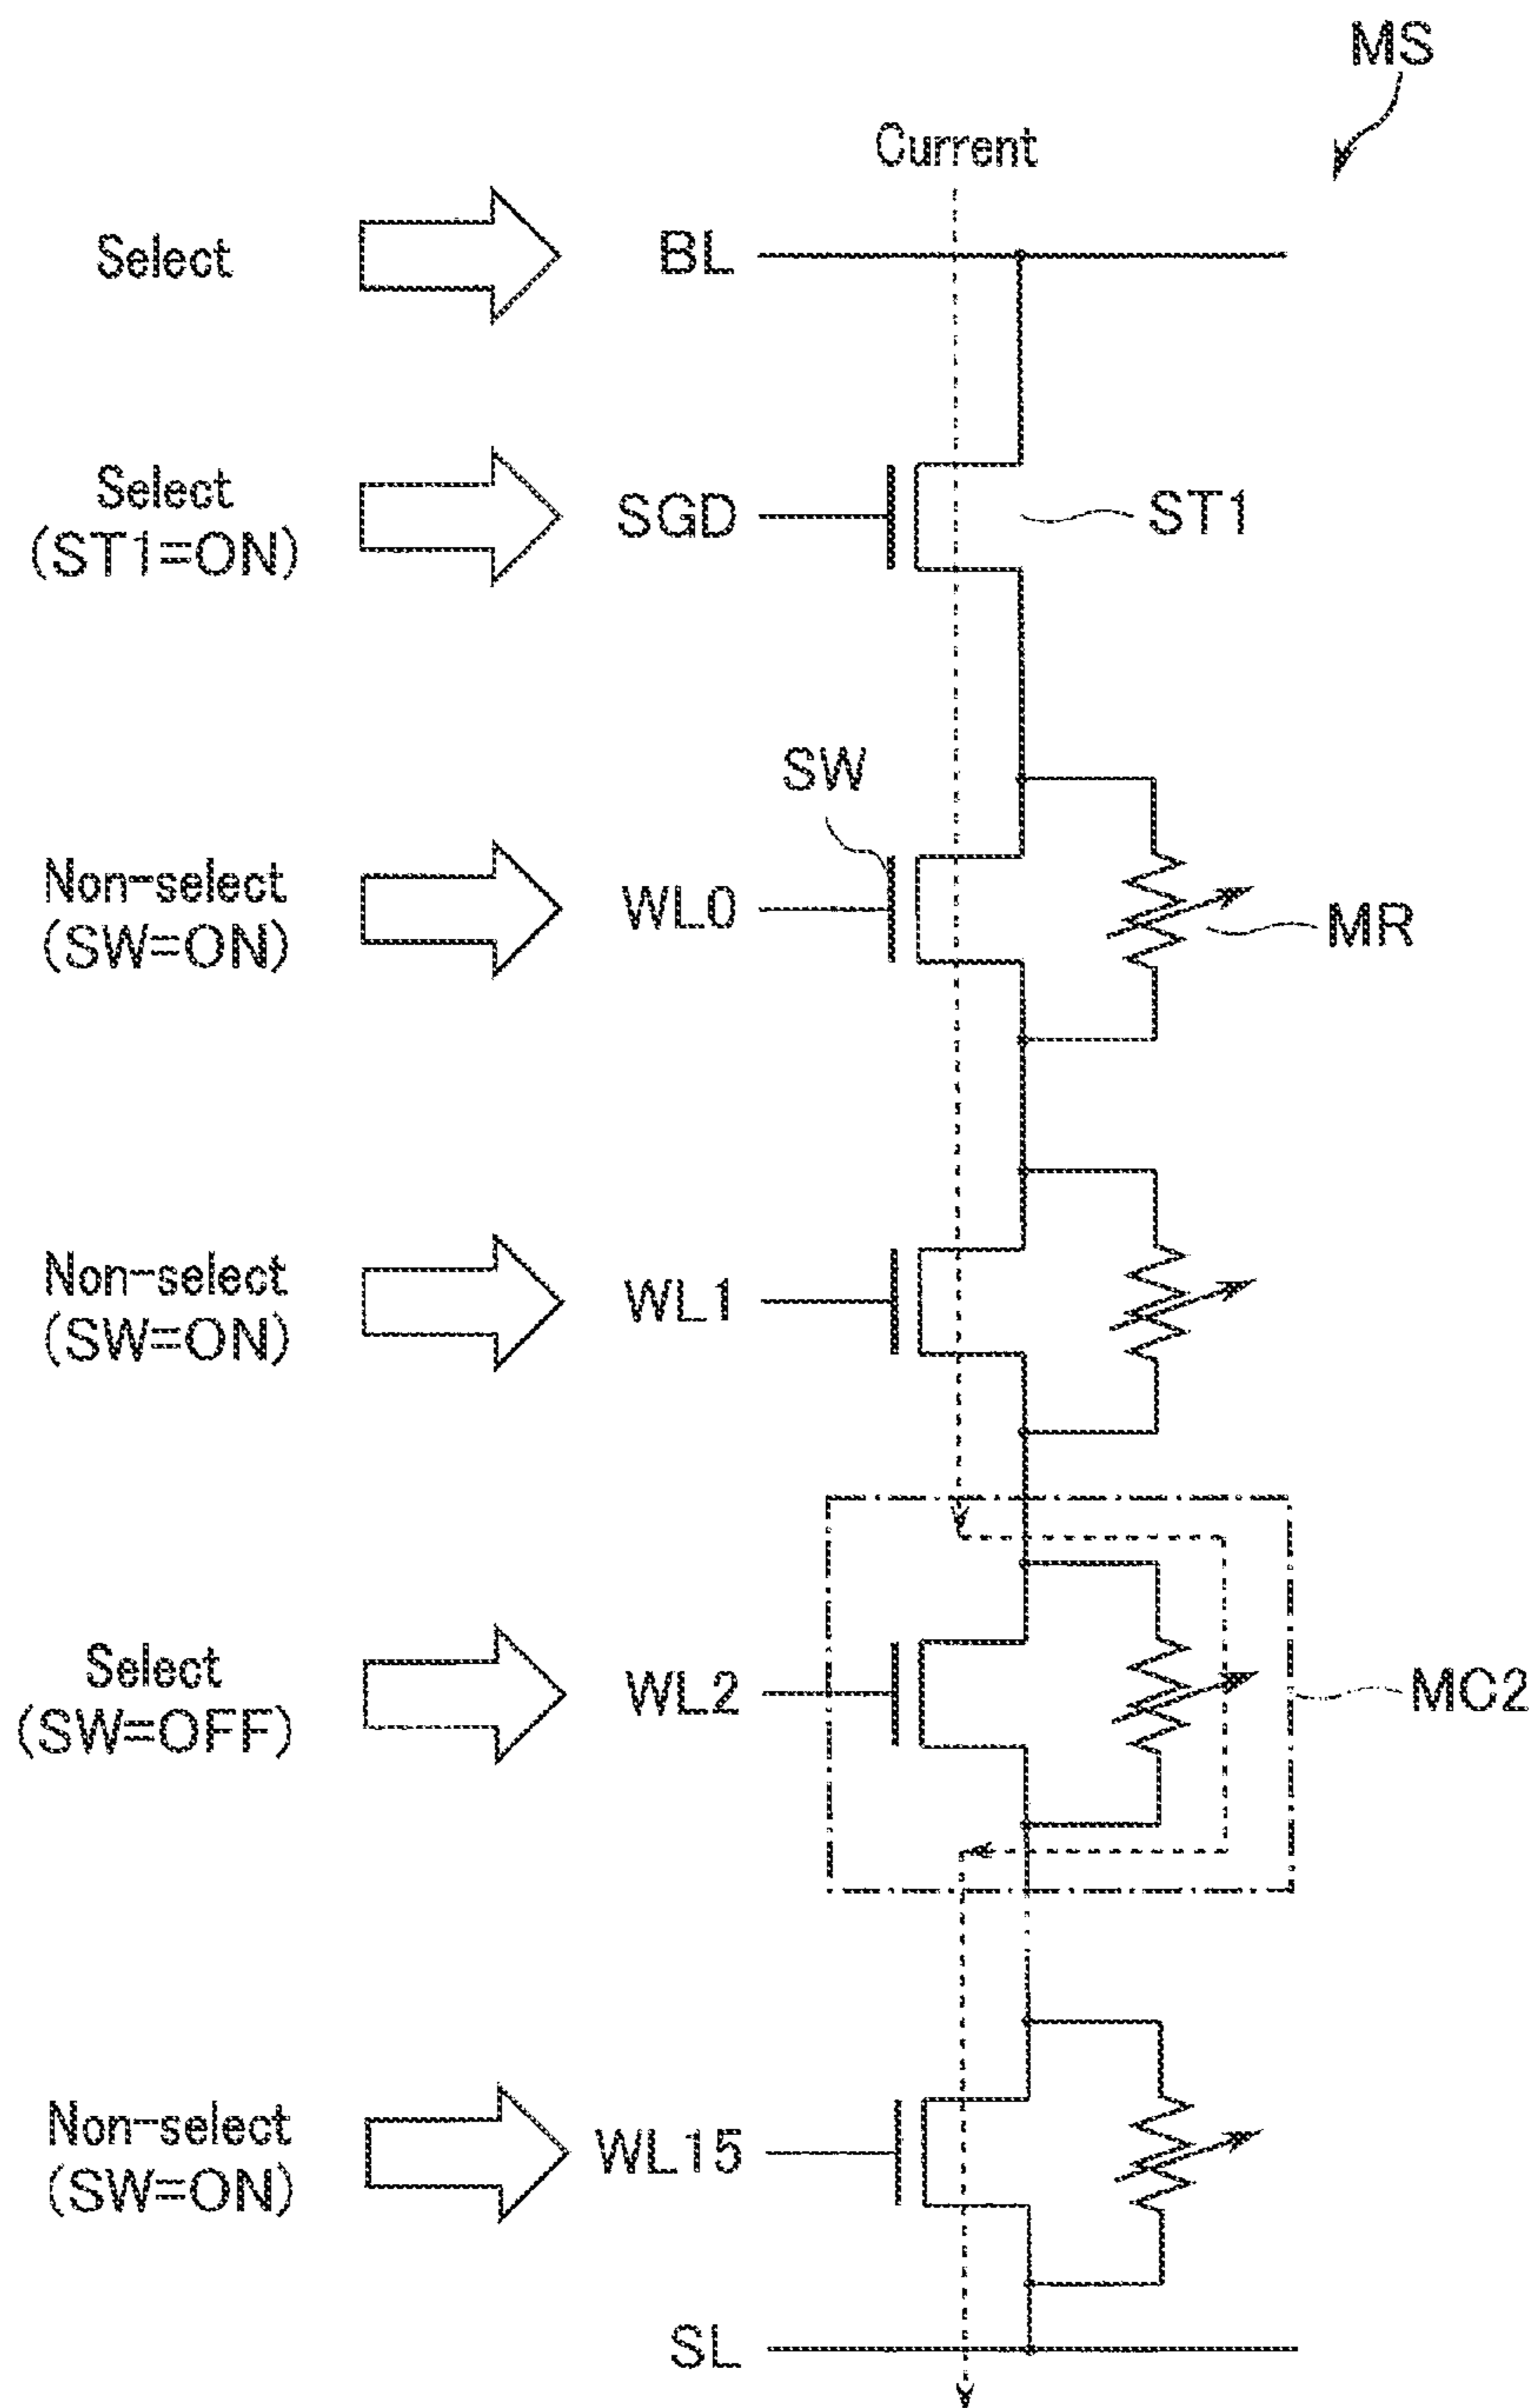 MS
Current
Select
BL
Select
(ST1=ON)
SGD
ST1
SW
Non-select
(SW=ON)
WL0
MR
Non-select
(SW=ON)
WL1
Select
(SW=OFF)
WL2
MC2
Non-select
(SW=ON)
WL15
SL